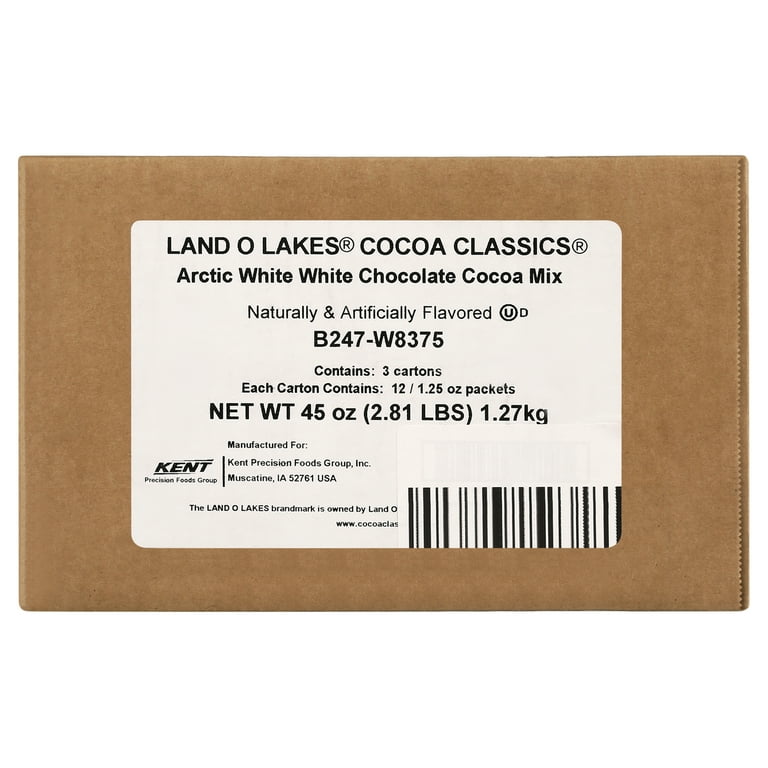 LAND O LAKES® COCOA CLASSICS®
Arctic White White Chocolate Cocoa Mix
Naturally & Artificially Flavored Ⓤ D
B247-W8375
Contains: 3 cartons
Each Carton Contains: 12 / 1.25 oz packets
NET WT 45 oz (2.81 LBS) 1.27kg
Manufactured For:
KENT
Precision Foods Group
Kent Precision Foods Group, Inc.
Muscatine, IA 52761 USA
The LAND O LAKES brandmark is owned by Land O
www.cocoaclas